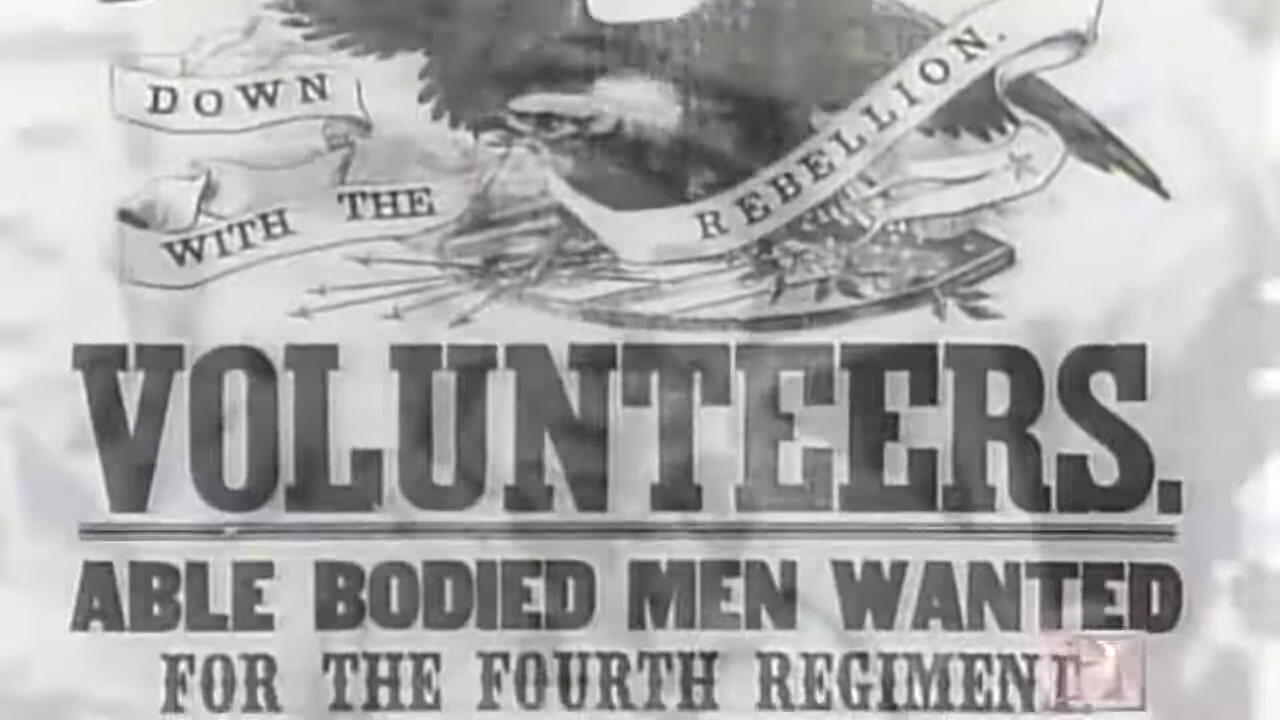 DOWN
WITH THE
REBELLION.
VOLUNTEERS.
ABLE BODIED MEN WANTED
FOR THE FOURTH REGIMENT
H